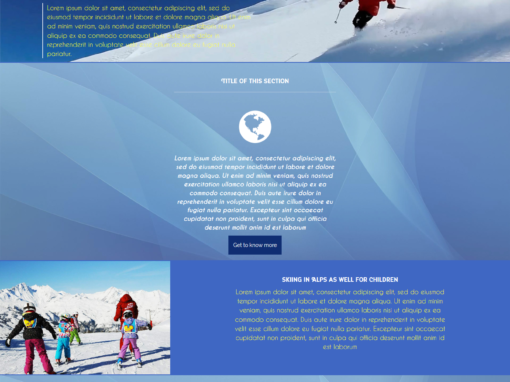 Lorem ipsum dolor sit amet, consectetur adipiscing elit, sed do
eiusmod tempor incididunt ut labore et dolore magna aliqua. Ut enim
ad minim veniam, quis nostrud exercitation ullamco laboris nisi ut
aliquip ex ea commodo consequat. Duis aute irure dolor in
reprehenderit in voluptate velit esse cillum dolore eu fugiat nulla
pariatur.
TITLE OF THIS SECTION
Lorem ipsum dolor sit amet, consectetur adipiscing elit,
sed do eiusmod tempor incididunt ut labore et dolore
magna aliqua. Ut enim ad minim veniam, quis nostrud
exercitation ullamco laboris nisi ut aliquip ex ea
commodo consequat. Duis aute irure dolor in
reprehenderit in voluptate velit esse cillum dolore eu
fugiat nulla pariatur. Excepteur sint occaecat
cupidatat non proident, sunt in culpa qui officia
deserunt mollit anim id est laborum
Get to know more
SKIING IN ALPS AS WELL FOR CHILDREN
Lorem ipsum dolor sit amet, consectetur adipiscing elit, sed do eiusmod
tempor incididunt ut labore et dolore magna aliqua. Ut enim ad minim
veniam, quis nostrud exercitation ullamco laboris nisi ut aliquip ex ea
commodo consequat. Duis aute irure dolor in reprehenderit in voluptate
velit esse cillum dolore eu fugiat nulla pariatur. Excepteur sint occaecat
cupidatat non proident, sunt in culpa qui officia deserunt mollit anim id
est laborum